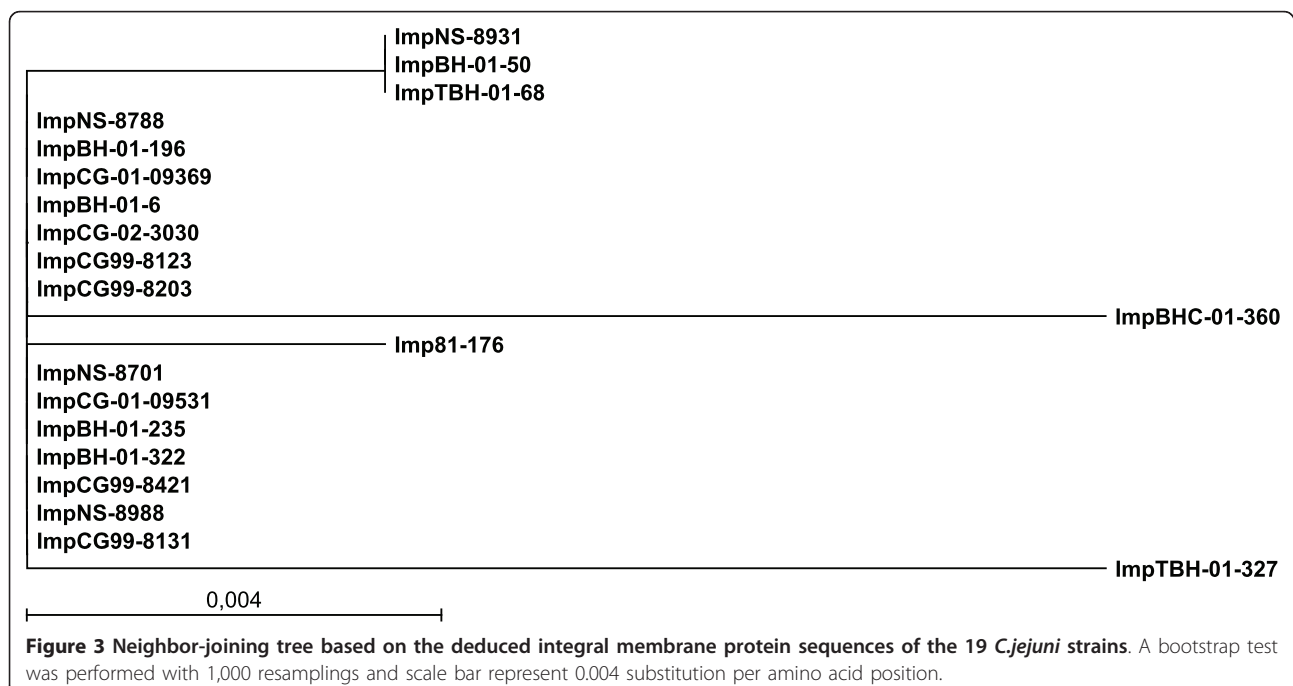 ImpNS-8931
ImpBH-01-50
ImpTBH-01-68
ImpNS-8788
ImpBH-01-196
ImpCG-01-09369
ImpBH-01-6
ImpCG-02-3030
ImpCG99-8123
ImpCG99-8203
ImpBHC-01-360
Imp81-176
ImpNS-8701
ImpCG-01-09531
ImpBH-01-235
ImpBH-01-322
ImpCG99-8421
ImpNS-8988
ImpCG99-8131
ImpTBH-01-327
0,004
Figure 3 Neighbor-joining tree based on the deduced integral membrane protein sequences of the 19 C.jejuni strains. A bootstrap test
was performed with 1,000 resamplings and scale bar represent 0.004 substitution per amino acid position.